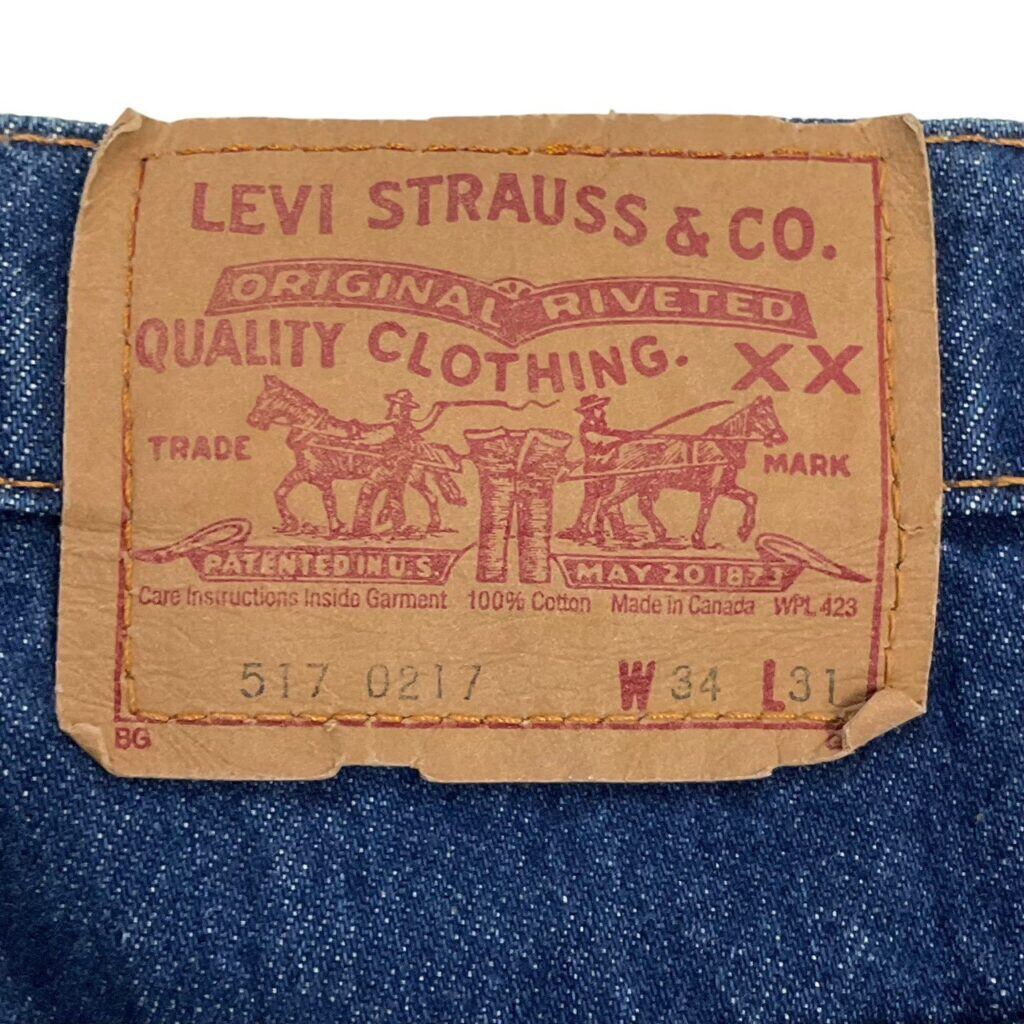 LEVI STRAUSS & CO.
ORIGINAL RIVETED
QUALITY CLOTHING. XX
TRADE MARK
PATENTED IN U.S. MAY 20 1873
Care Instructions Inside Garment 100% Cotton Made in Canada WPL 423
517 0217 W 34 L 31
BG